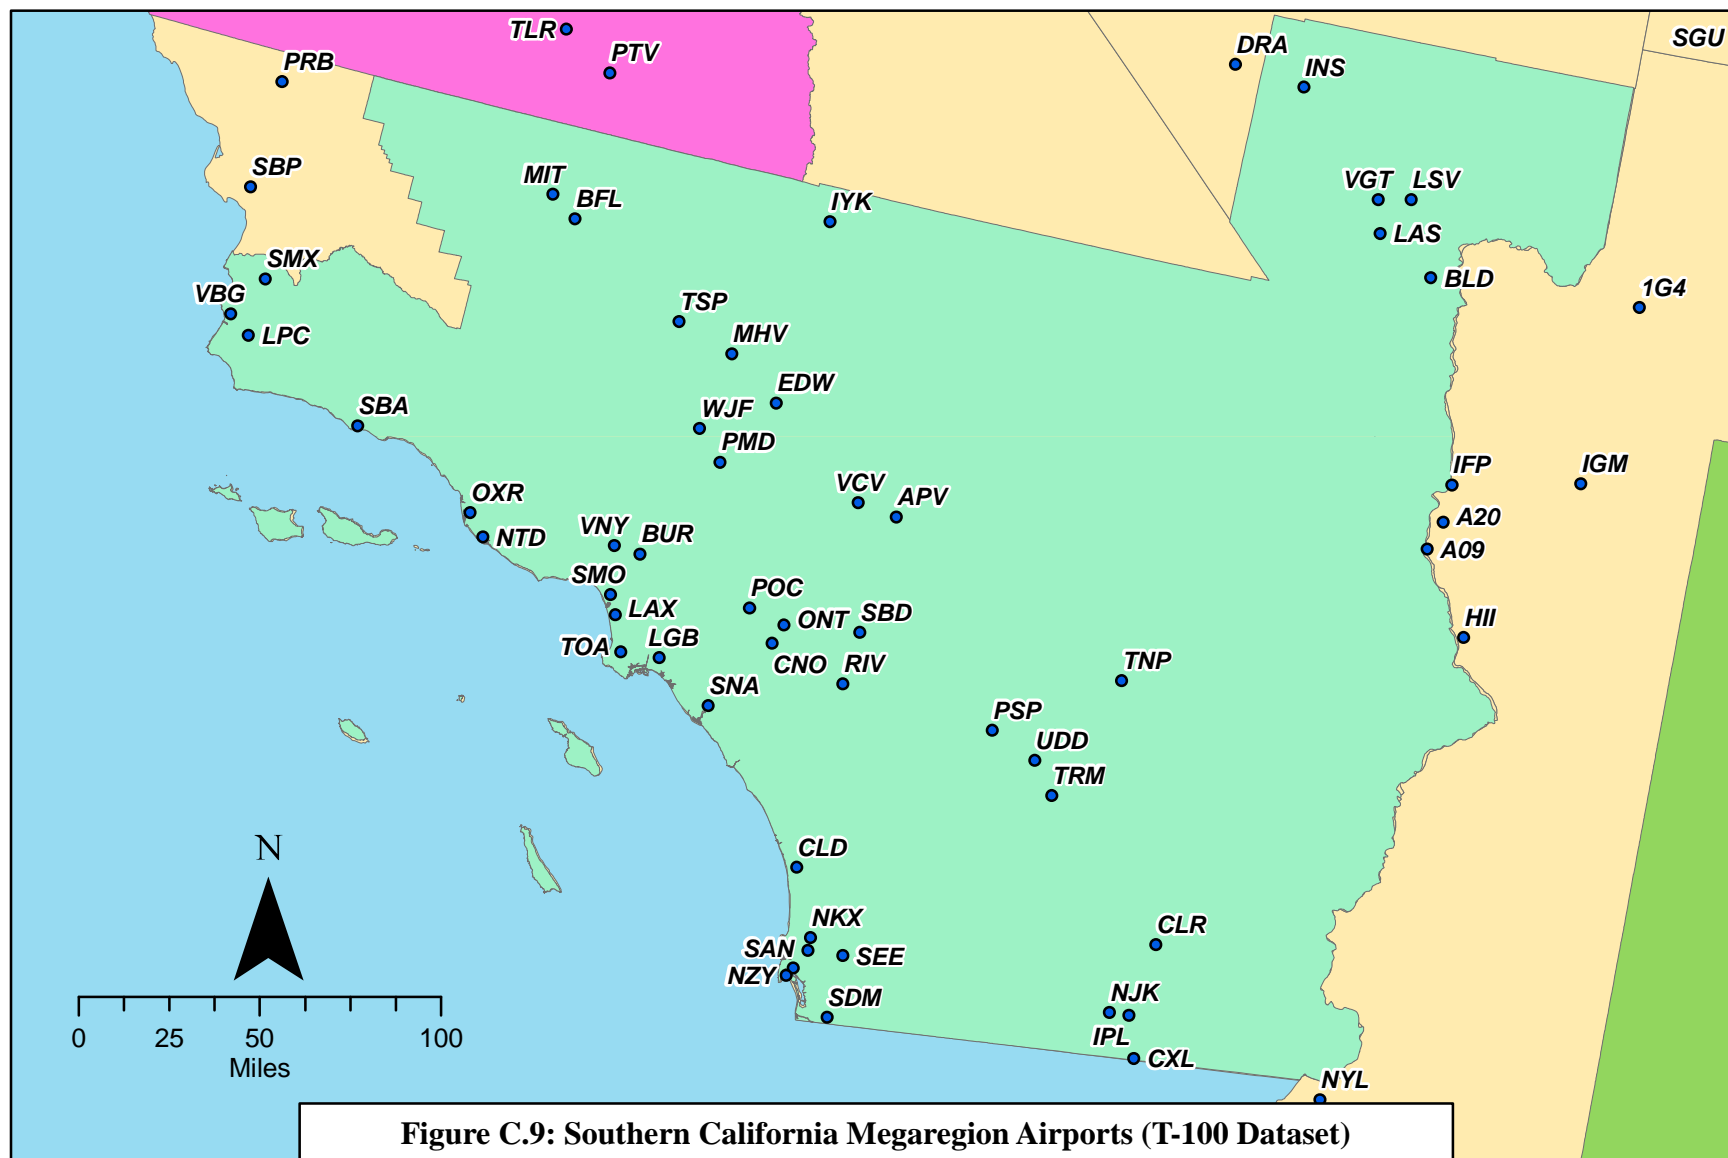 TLR
PTV
PRB
DRA
INS
SGU
SBP
MIT
BFL
IYK
VGT
LSV
LAS
SMX
VBG
LPC
BLD
1G4
TSP
MHV
EDW
SBA
WJF
PMD
IFP
IGM
VCV
APV
OXR
NTD
A20
VNY
BUR
A09
SMO
LAX
POC
ONT
SBD
TOA
LGB
CNO
RIV
HII
TNP
SNA
PSP
UDD
TRM
N
CLD
NKX
SAN
SEE
NZY
CLR
SDM
NJK
IPL
CXL
0 25 50 100
Miles
NYL
Figure C.9: Southern California Megaregion Airports (T-100 Dataset)